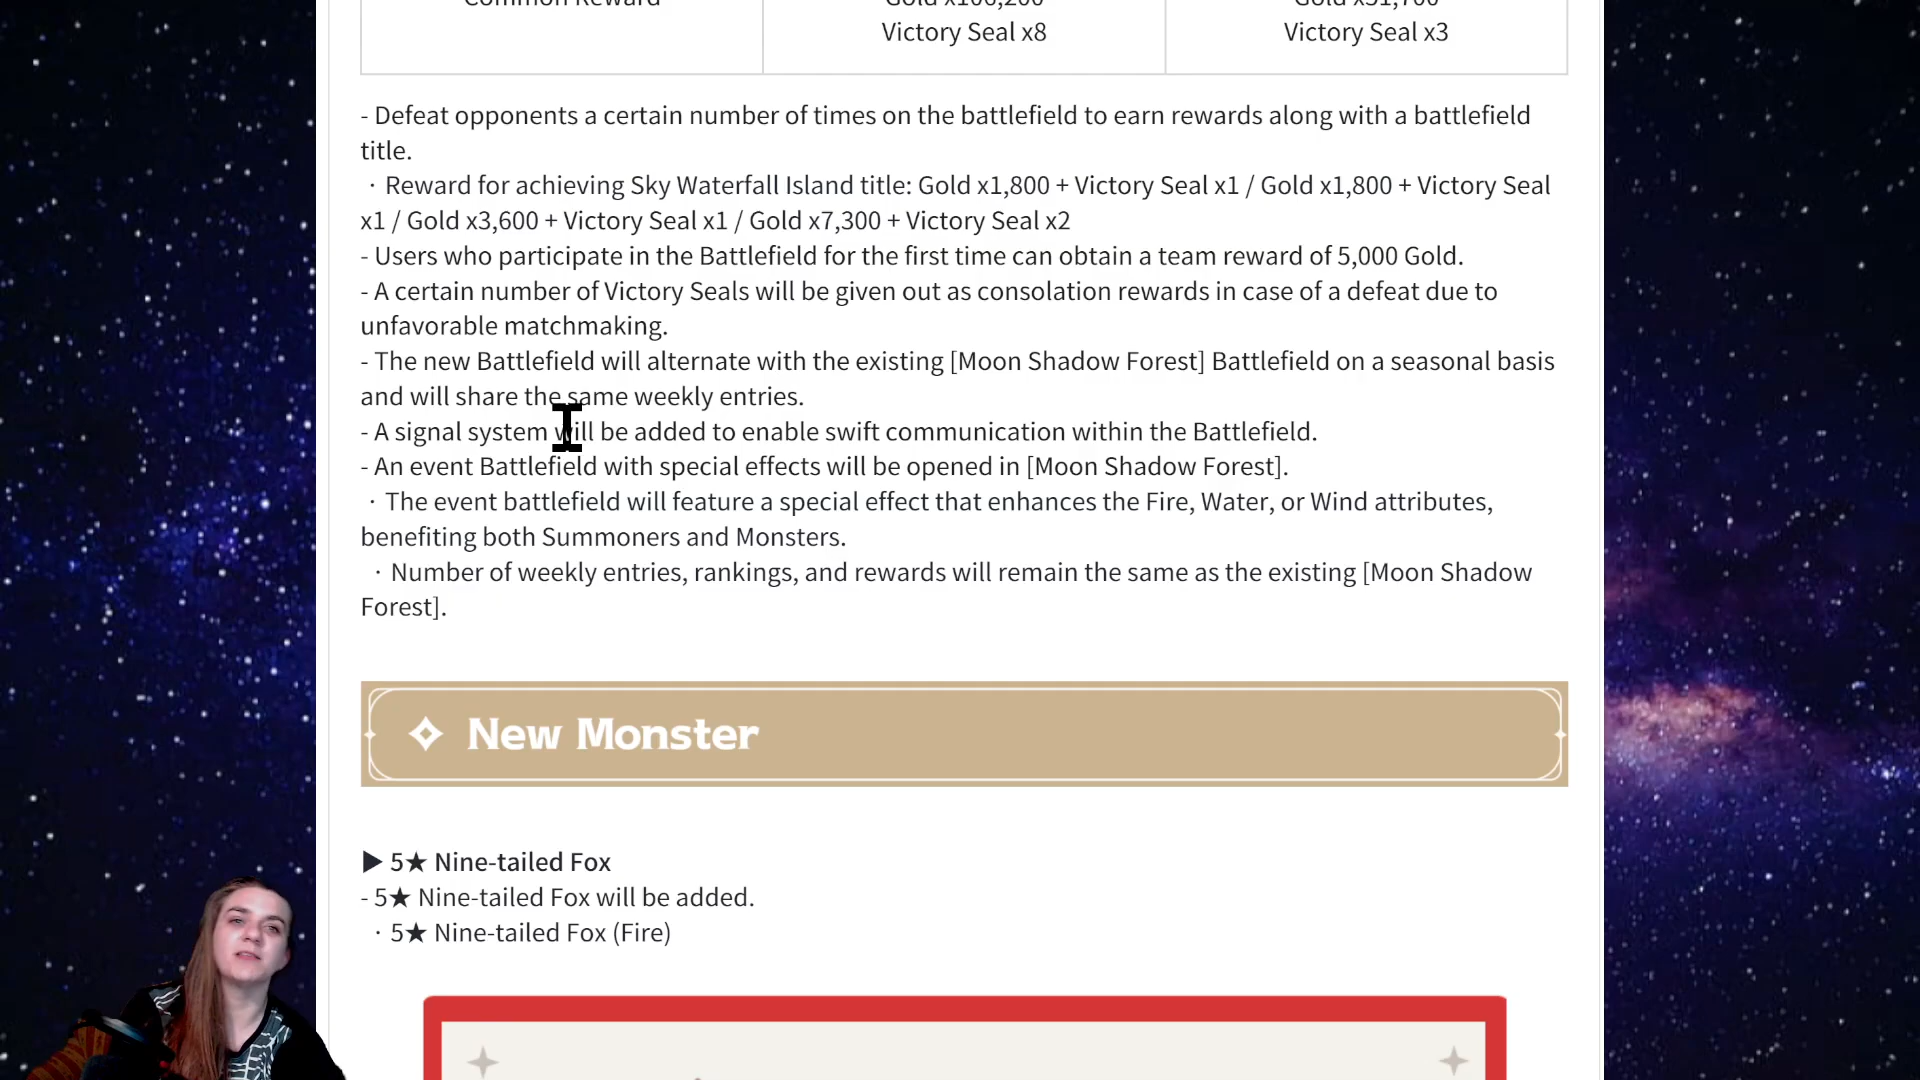 Common Reward
Gold x106,200
Gold x31,700
Victory Seal x8
Victory Seal x3
- Defeat opponents a certain number of times on the battlefield to earn rewards along with a battlefield
title.
· Reward for achieving Sky Waterfall Island title: Gold x1,800 + Victory Seal x1 / Gold x1,800 + Victory Seal
x1 / Gold x3,600 + Victory Seal x1 / Gold x7,300 + Victory Seal x2
- Users who participate in the Battlefield for the first time can obtain a team reward of 5,000 Gold.
- A certain number of Victory Seals will be given out as consolation rewards in case of a defeat due to
unfavorable matchmaking.
- The new Battlefield will alternate with the existing [Moon Shadow Forest] Battlefield on a seasonal basis
and will share the same weekly entries.
- A signal system will be added to enable swift communication within the Battlefield.
- An event Battlefield with special effects will be opened in [Moon Shadow Forest].
· The event battlefield will feature a special effect that enhances the Fire, Water, or Wind attributes,
benefiting both Summoners and Monsters.
· Number of weekly entries, rankings, and rewards will remain the same as the existing [Moon Shadow
Forest].
New Monster
▶ 5★ Nine-tailed Fox
- 5★ Nine-tailed Fox will be added.
· 5★ Nine-tailed Fox (Fire)